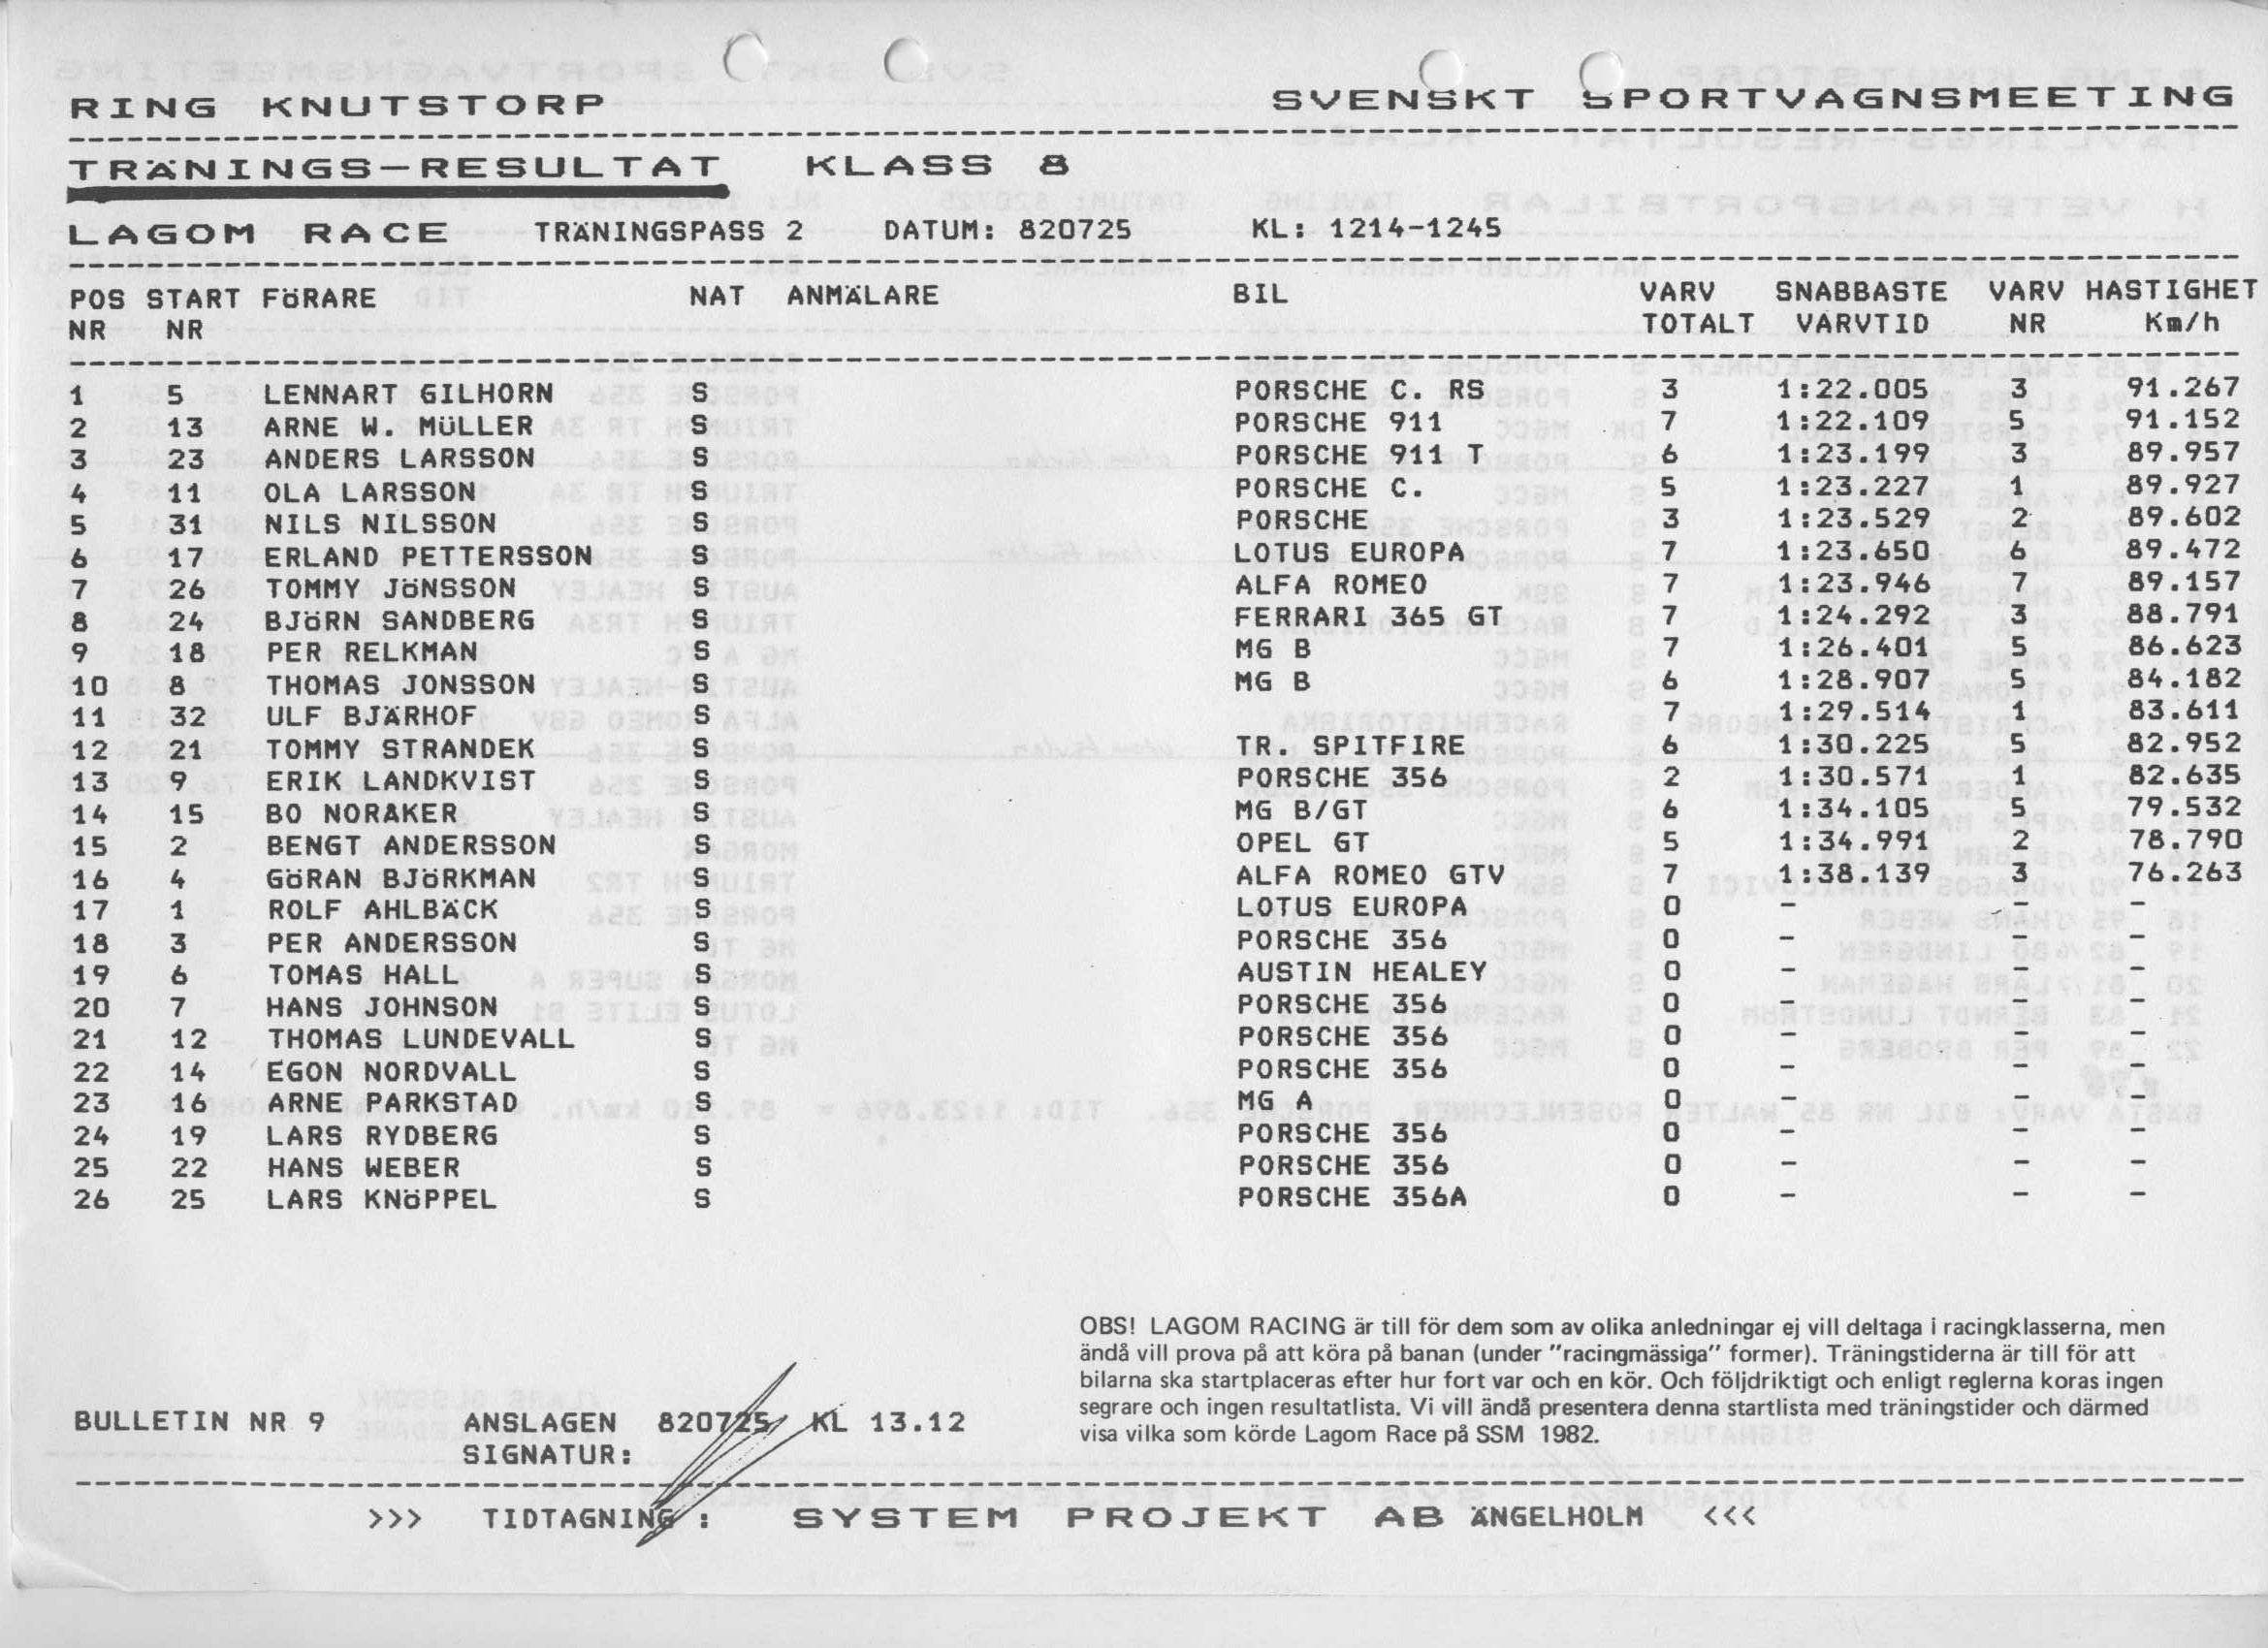 RING KNUTSTORP SVENSKT SPORTVAGNSMEETING
TRÄNINGS-RESULTAT KLASS 8
LAGOM RACE TRÄNINGSPASS 2 DATUM: 820725 KL: 1214-1245
POS START FÖRARE NAT ANMÄLARE BIL VARV SNABBASTE VARV HASTIGHET
NR NR TOTALT VARVTID NR Km/h
1 5 LENNART GILHORN S PORSCHE C. RS 3 1:22.005 3 91.267
2 13 ARNE W. MÜLLER S PORSCHE 911 7 1:22.109 5 91.152
3 23 ANDERS LARSSON S PORSCHE 911 T 6 1:23.199 3 89.957
4 11 OLA LARSSON S PORSCHE C. 5 1:23.227 1 89.927
5 31 NILS NILSSON S PORSCHE 3 1:23.529 2 89.602
6 17 ERLAND PETTERSSON S LOTUS EUROPA 7 1:23.650 6 89.472
7 26 TOMMY JÖNSSON S ALFA ROMEO 7 1:23.946 7 89.157
8 24 BJÖRN SANDBERG S FERRARI 365 GT 7 1:24.292 3 88.791
9 18 PER RELKMAN S MG B 7 1:26.401 5 86.623
10 8 THOMAS JONSSON S MG B 6 1:28.907 5 84.182
11 32 ULF BJÄRHOF S 7 1:29.514 1 83.611
12 21 TOMMY STRANDEK S TR. SPITFIRE 6 1:30.225 5 82.952
13 9 ERIK LANDKVIST S PORSCHE 356 2 1:30.571 1 82.635
14 15 BO NORÅKER S MG B/GT 6 1:34.105 5 79.532
15 2 BENGT ANDERSSON S OPEL GT 5 1:34.991 2 78.790
16 4 GÖRAN BJÖRKMAN S ALFA ROMEO GTV 7 1:38.139 3 76.263
17 1 ROLF AHLBÄCK S LOTUS EUROPA 0 - - -
18 3 PER ANDERSSON S PORSCHE 356 0 - - -
19 6 TOMAS HALL S AUSTIN HEALEY 0 - - -
20 7 HANS JOHNSON S PORSCHE 356 0 - - -
21 12 THOMAS LUNDEVALL S PORSCHE 356 0 - - -
22 14 EGON NORDVALL S PORSCHE 356 0 - - -
23 16 ARNE PARKSTAD S MG A 0 - - -
24 19 LARS RYDBERG S PORSCHE 356 0 - - -
25 22 HANS WEBER S PORSCHE 356 0 - - -
26 25 LARS KNÖPPEL S PORSCHE 356A 0 - - -
OBS! LAGOM RACING är till för dem som av olika anledningar ej vill deltaga i racingklasserna, men
ändå vill prova på att köra på banan (under "racingmässiga" former). Träningstiderna är till för att
bilarna ska startplaceras efter hur fort var och en kör. Och följdriktigt och enligt reglerna koras ingen
segrare och ingen resultatlista. Vi vill ändå presentera denna startlista med träningstider och därmed
visa vilka som körde Lagom Race på SSM 1982.
BULLETIN NR 9 ANSLAGEN 820725 KL 13.12
SIGNATUR:
>>> TIDTAGNING: SYSTEM PROJEKT AB ÄNGELHOLM <<<